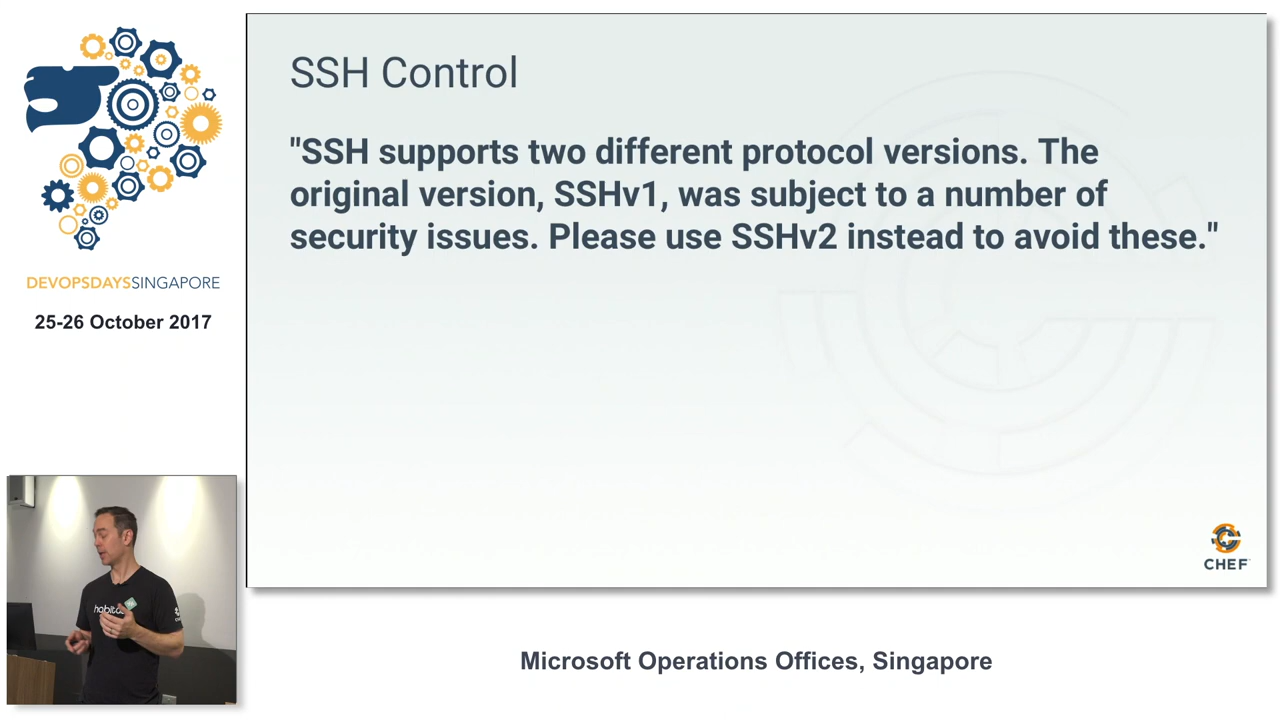 SSH Control
"SSH supports two different protocol versions. The
original version, SSHv1, was subject to a number of
security issues. Please use SSHv2 instead to avoid these."
CHEF
DEVOPSDAYSSINGAPORE
25-26 October 2017
Microsoft Operations Offices, Singapore